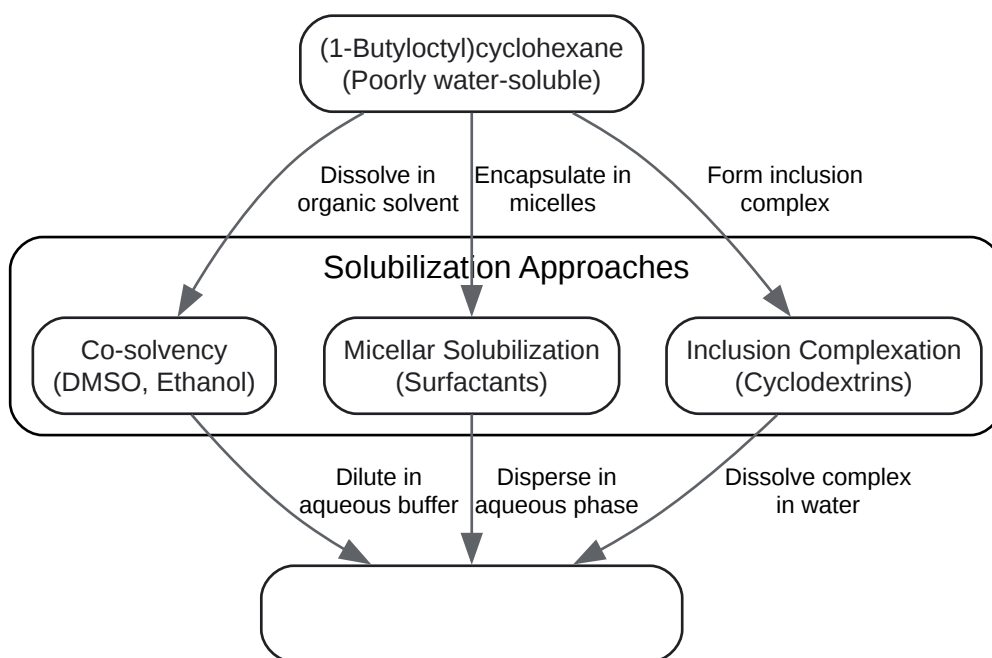 (1-Butyloctyl)cyclohexane
(Poorly water-soluble)
Dissolve in
organic solvent
Encapsulate in
micelles
Form inclusion
complex
Solubilization Approaches
Co-solvency
(DMSO, Ethanol)
Micellar Solubilization
(Surfactants)
Inclusion Complexation
(Cyclodextrins)
Dilute in
aqueous buffer
Disperse in
aqueous phase
Dissolve complex
in water